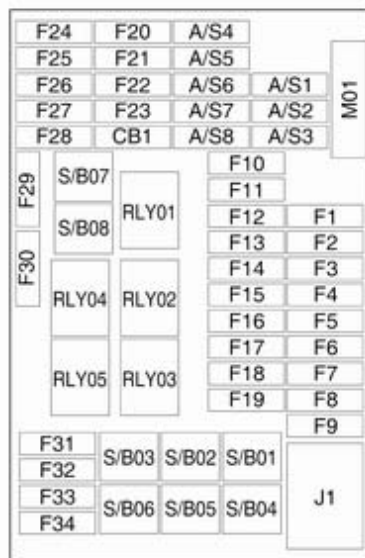 F24 F20 A/S4
F25 F21 A/S5
F26 F22 A/S6 A/S1
F27 F23 A/S7 A/S2
F28 CB1 A/S8 A/S3
M01
F29
S/B07
F10
RLY01
F11
S/B08
F12 F1
F30
F13 F2
RLY04 RLY02
F14 F3
F15 F4
F16 F5
RLY05 RLY03
F17 F6
F18 F7
F19 F8
F9
F31
S/B03 S/B02 S/B01
F32
F33
S/B06 S/B05 S/B04
J1
F34